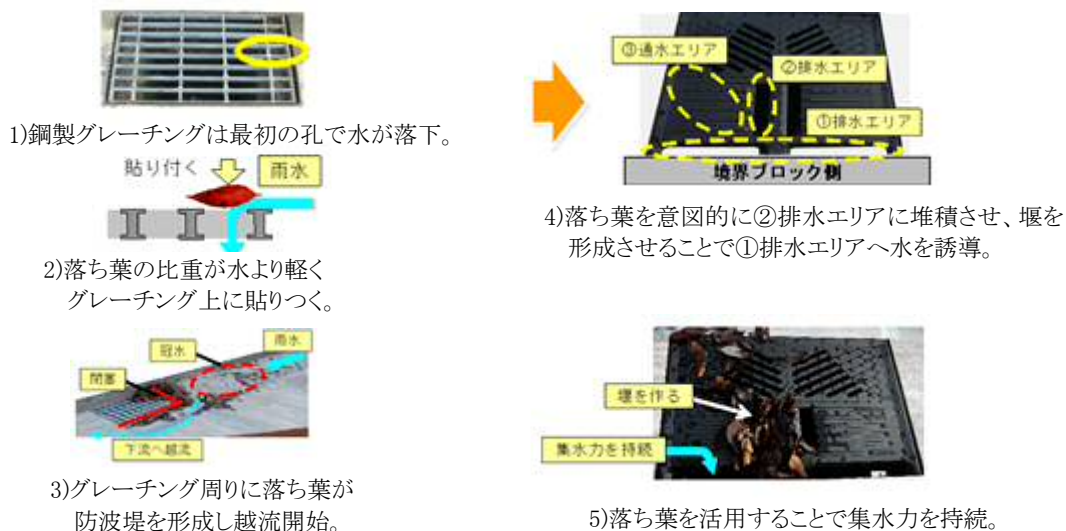 1)鋼製グレーチングは最初の孔で水が落下。
貼り付く
雨水
2)落ち葉の比重が水より軽く
グレーチング上に貼りつく。
冠水
雨水
閉塞
下流へ越流
3)グレーチング周りに落ち葉が
防波堤を形成し越流開始。
③通水エリア
②排水エリア
①排水エリア
境界ブロック側
4)落ち葉を意図的に②排水エリアに堆積させ、堰を
形成させることで①排水エリアへ水を誘導。
堰を作る
集水力を持続
5)落ち葉を活用することで集水力を持続。